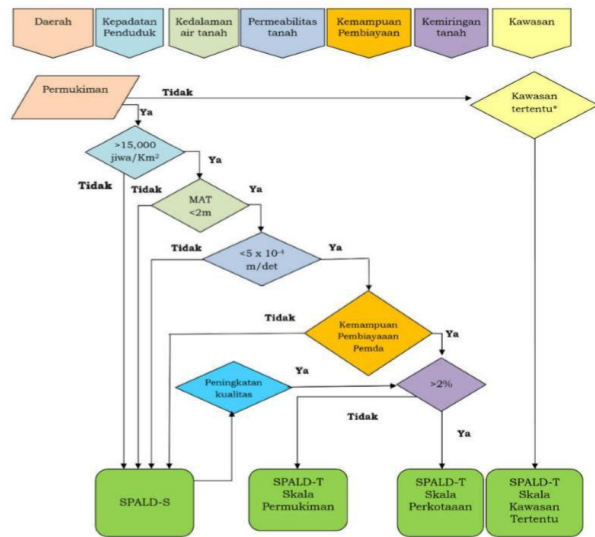 Daerah
Kepadatan
Penduduk
Kedalaman
air tanah
Permeabilitas
tanah
Kemampuan
Pembiayaan
Kemiringan
tanah
Kawasan
Permukiman
Tidak
Kawasan
tertentu*
Ya
>15,000
jiwa/Km²
Ya
Tidak
Tidak
MAT
<2m
Ya
Tidak
<5 x 10⁻⁴
m/det
Ya
Tidak
Kemampuan
Pembiayaaan
Pemda
Ya
Peningkatan
kualitas
Ya
>2%
Tidak
Ya
SPALD-S
SPALD-T
Skala
Permukiman
SPALD-T
Skala
Perkotaaan
SPALD-T
Skala
Kawasan
Tertentu